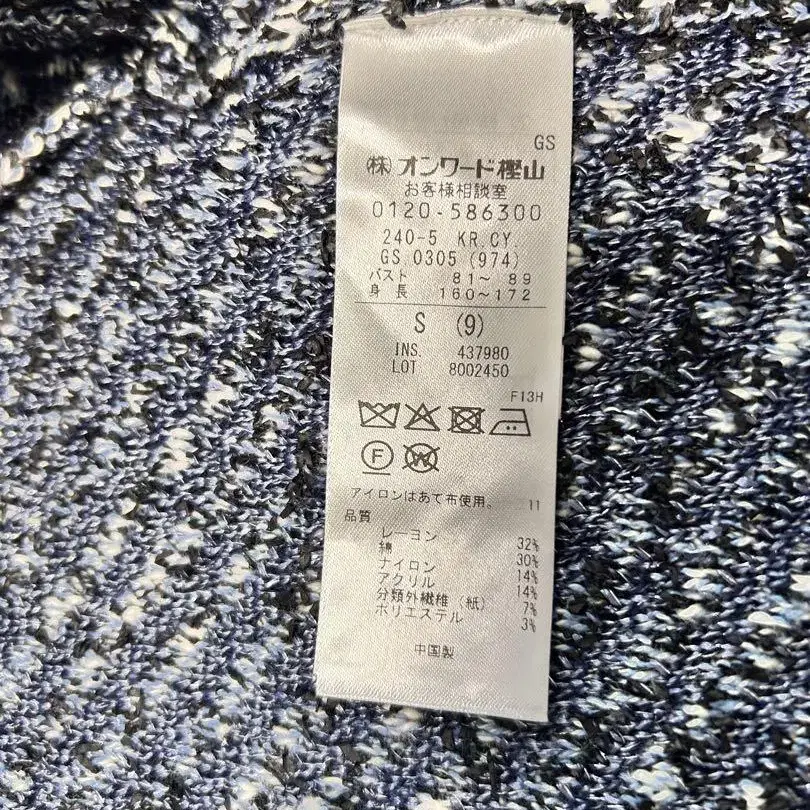 GS
㈱オンワード樫山
お客様相談室
0120-586300
240-5 KR.CY.
GS 0305 (974)
バスト 81～ 89
身長 160～172
S (9)
INS. 437980
LOT 8002450
F13H
F
W
アイロンはあて布使用。 11
品質
レーヨン 32%
綿 30%
ナイロン 14%
アクリル 14%
分類外繊維(紙) 7%
ポリエステル 3%
中国製